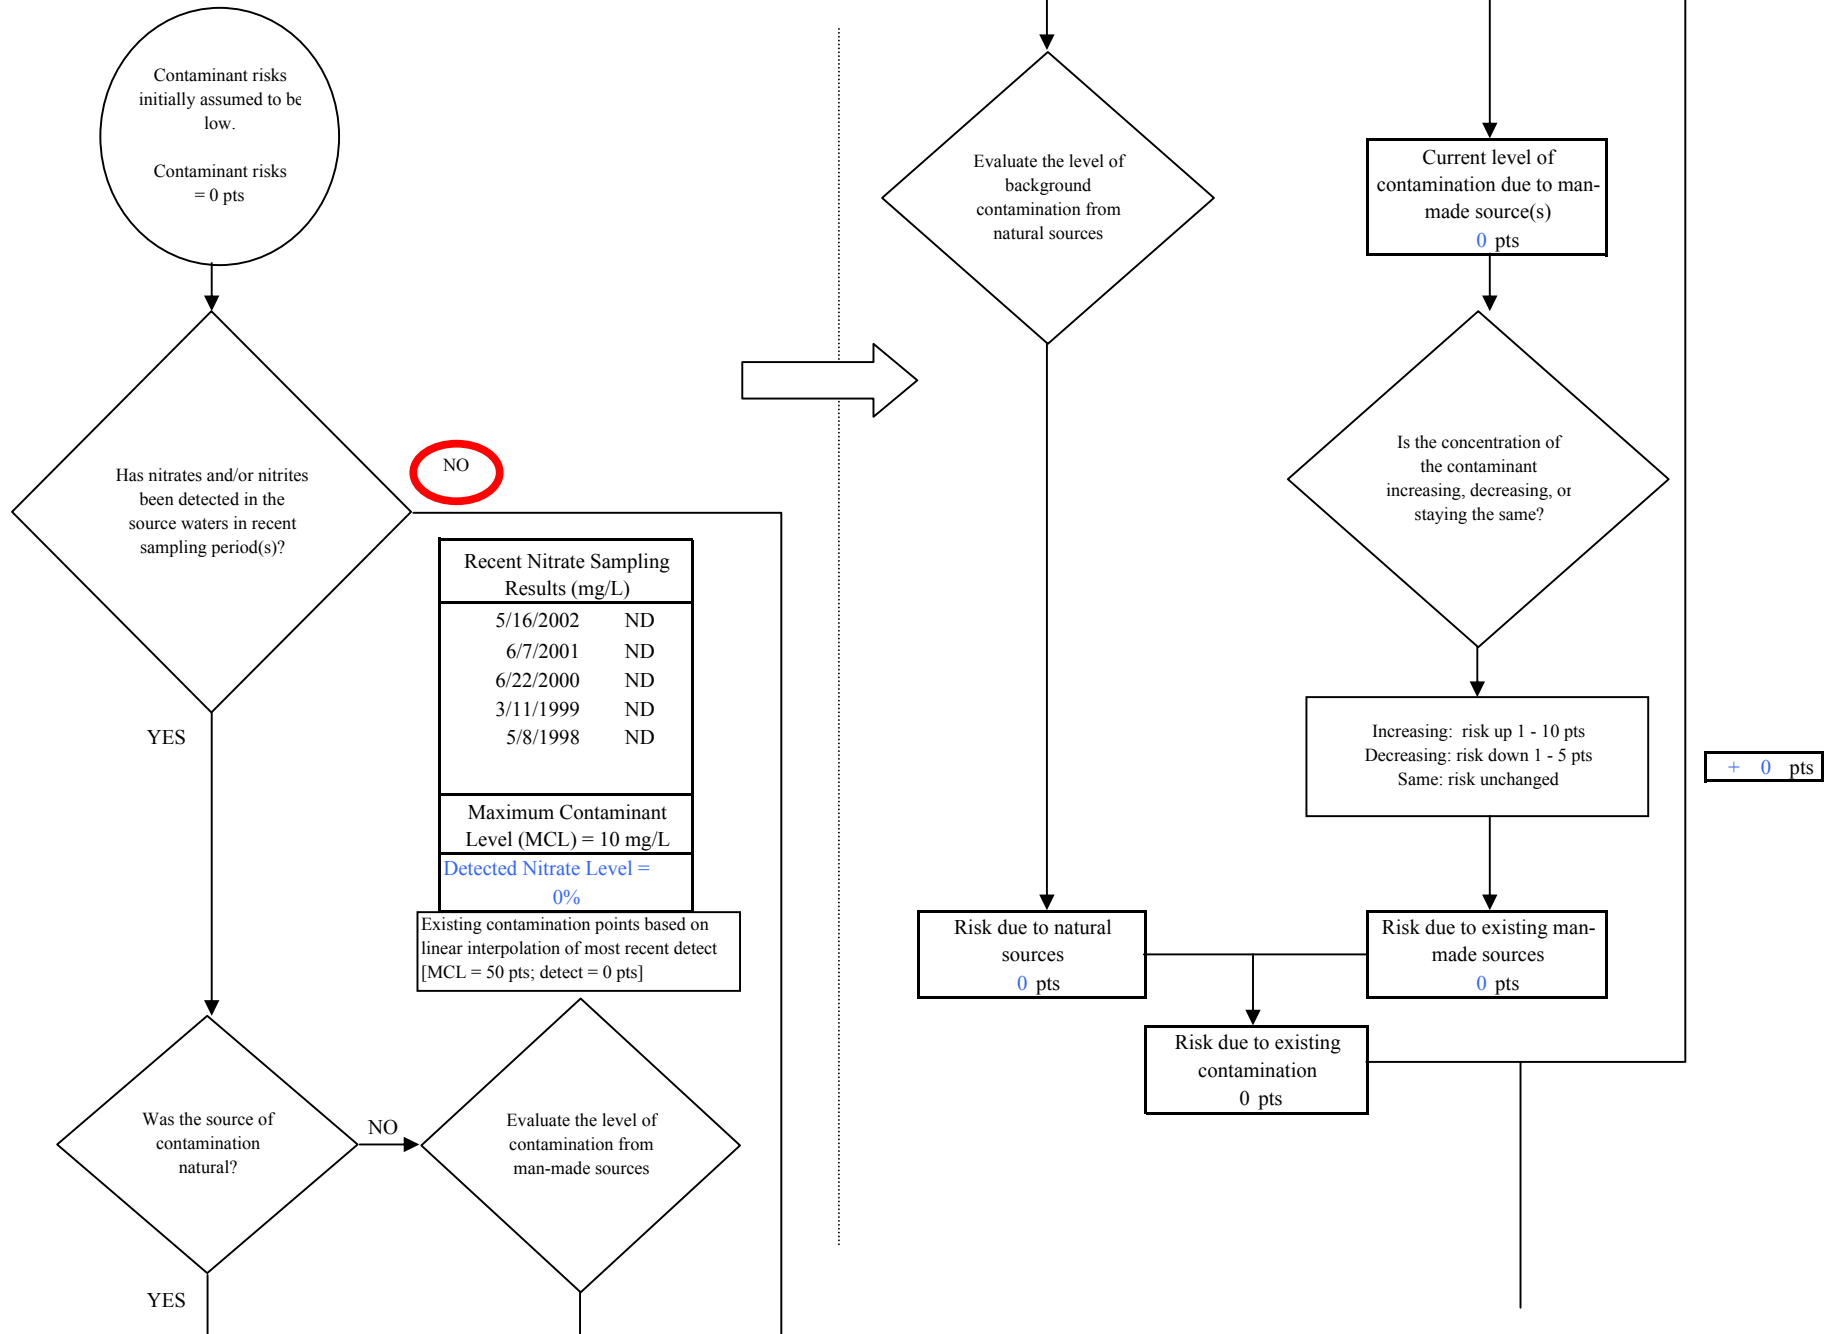 Contaminant risks
initially assumed to be
low.
Contaminant risks
= 0 pts
Has nitrates and/or nitrites
been detected in the
source waters in recent
sampling period(s)?
NO
YES
Recent Nitrate Sampling
Results (mg/L)
5/16/2002 ND
6/7/2001 ND
6/22/2000 ND
3/11/1999 ND
5/8/1998 ND
Maximum Contaminant
Level (MCL) = 10 mg/L
Detected Nitrate Level =
0%
Existing contamination points based on
linear interpolation of most recent detect
[MCL = 50 pts; detect = 0 pts]
Was the source of
contamination
natural?
NO
YES
Evaluate the level of
contamination from
man-made sources
Evaluate the level of
background
contamination from
natural sources
Current level of
contamination due to man-
made source(s)
0 pts
Is the concentration of
the contaminant
increasing, decreasing, or
staying the same?
Increasing: risk up 1 - 10 pts
Decreasing: risk down 1 - 5 pts
Same: risk unchanged
+ 0 pts
Risk due to natural
sources
0 pts
Risk due to existing man-
made sources
0 pts
Risk due to existing
contamination
0 pts